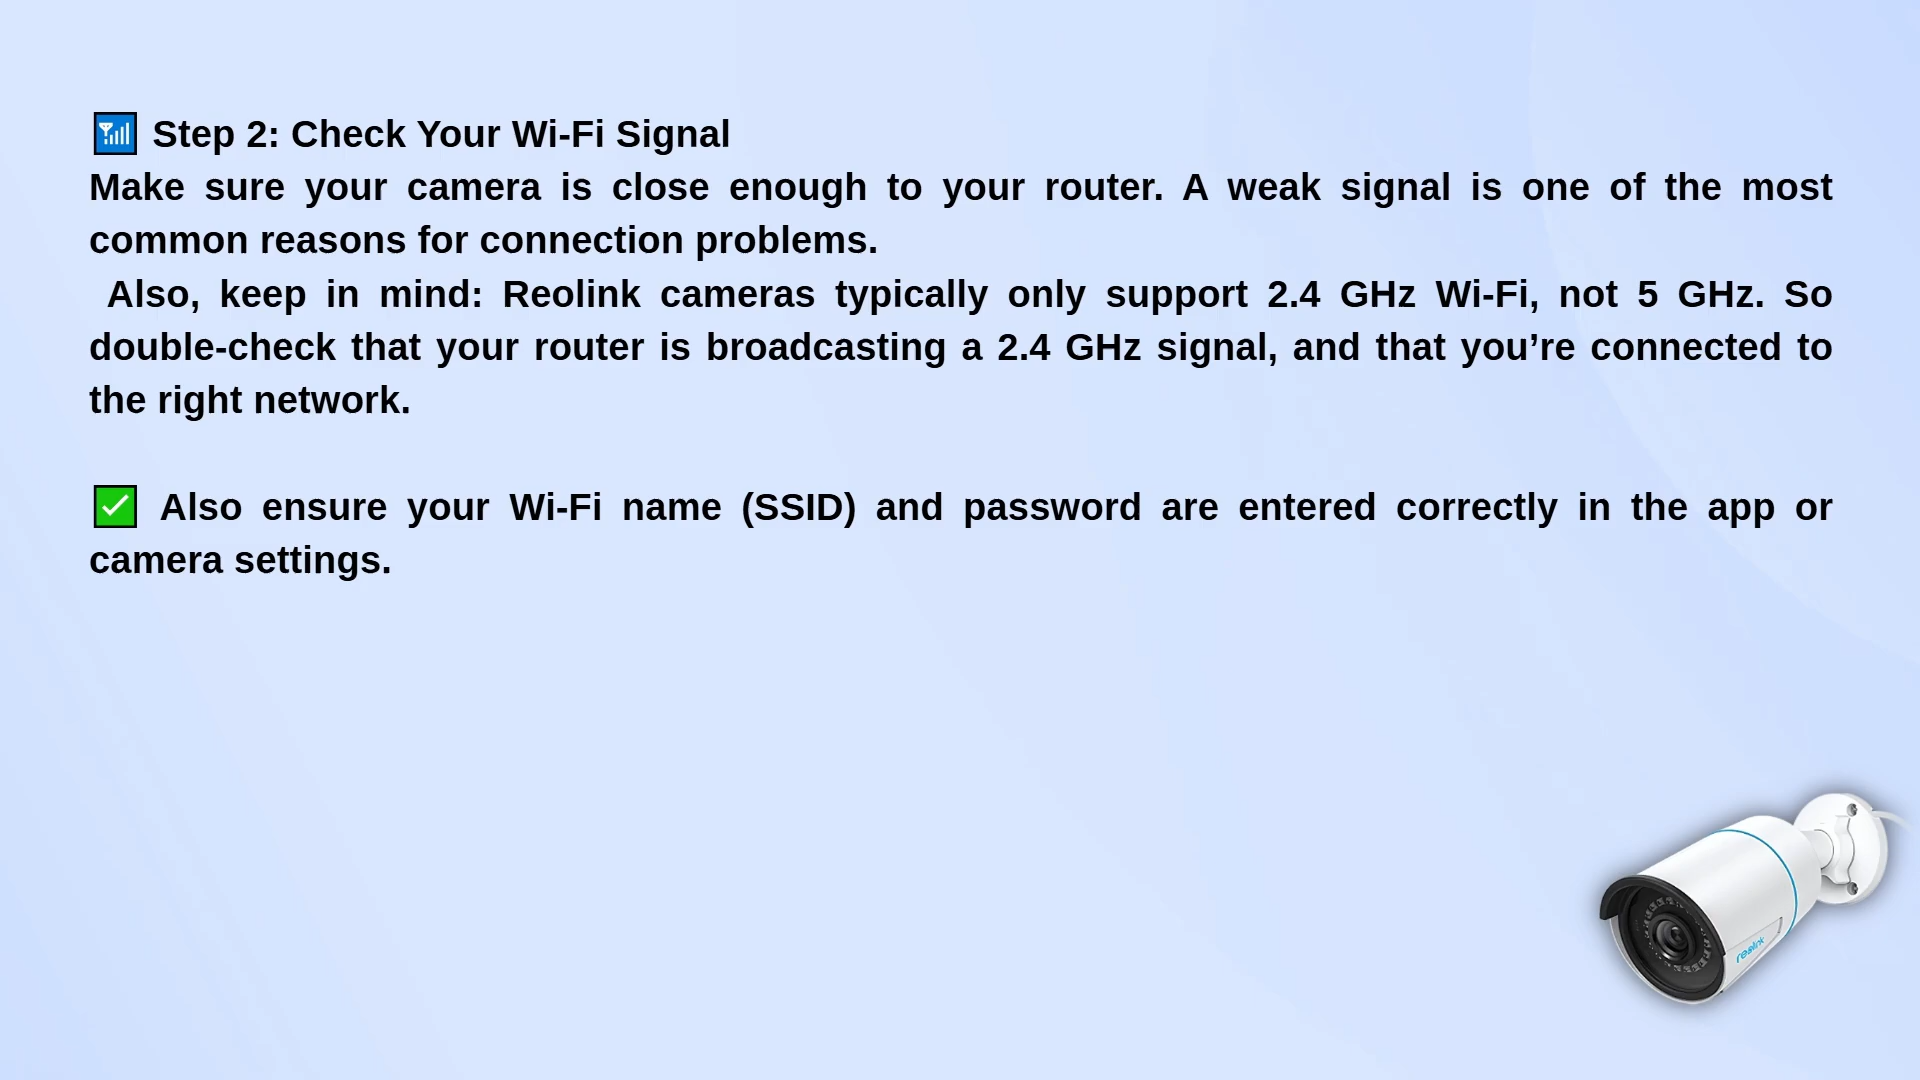 📶 Step 2: Check Your Wi-Fi Signal
Make sure your camera is close enough to your router. A weak signal is one of the most
common reasons for connection problems.
Also, keep in mind: Reolink cameras typically only support 2.4 GHz Wi-Fi, not 5 GHz. So
double-check that your router is broadcasting a 2.4 GHz signal, and that you’re connected to
the right network.
✅ Also ensure your Wi-Fi name (SSID) and password are entered correctly in the app or
camera settings.
reolink